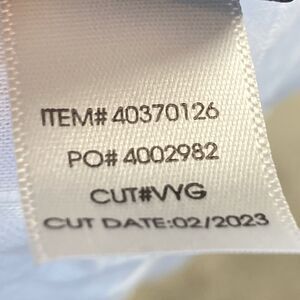 ITEM# 40370126
PO# 4002982
CUT#VYG
CUT DATE:02/2023